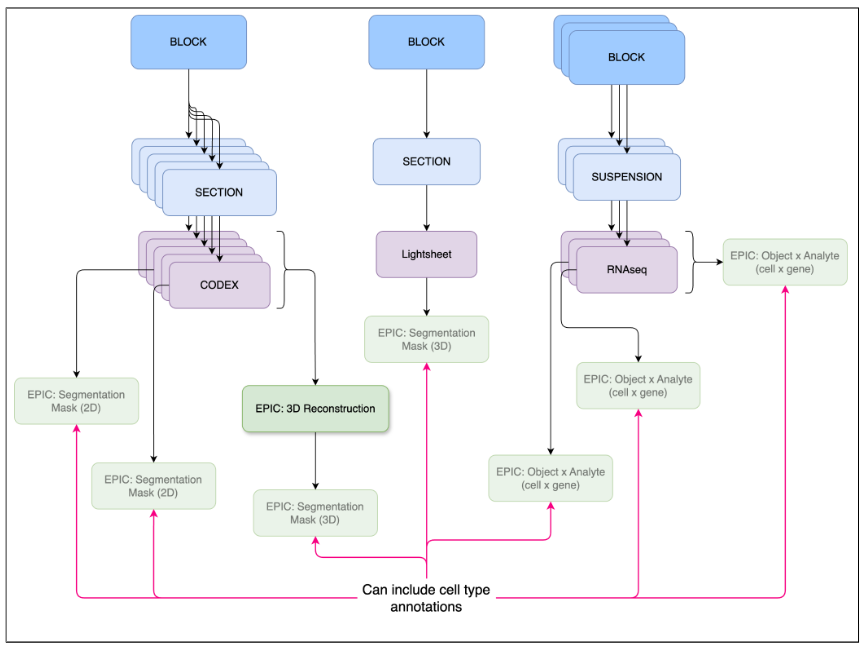 BLOCK
BLOCK
BLOCK
SECTION
SECTION
SUSPENSION
CODEX
Lightsheet
RNAseq
EPIC: Object x Analyte
(cell x gene)
EPIC: Segmentation
Mask (3D)
EPIC: Segmentation
Mask (2D)
EPIC: 3D Reconstruction
EPIC: Object x Analyte
(cell x gene)
EPIC: Segmentation
Mask (2D)
EPIC: Segmentation
Mask (3D)
EPIC: Object x Analyte
(cell x gene)
Can include cell type
annotations